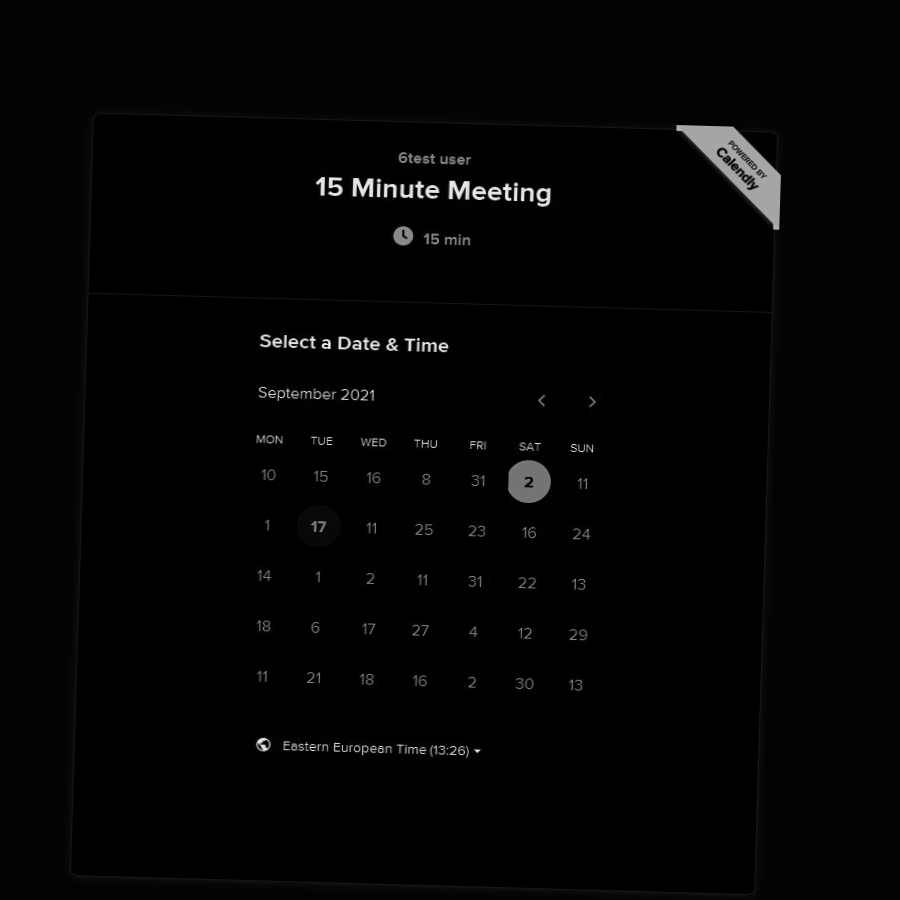 POWERED BY
Calendly
6test user
15 Minute Meeting
15 min
Select a Date & Time
September 2021
MON TUE WED THU FRI SAT SUN
10 15 16 8 31 2 11
1 17 11 25 23 16 24
14 1 2 11 31 22 13
18 6 17 27 4 12 29
11 21 18 16 2 30 13
Eastern European Time (13:26)